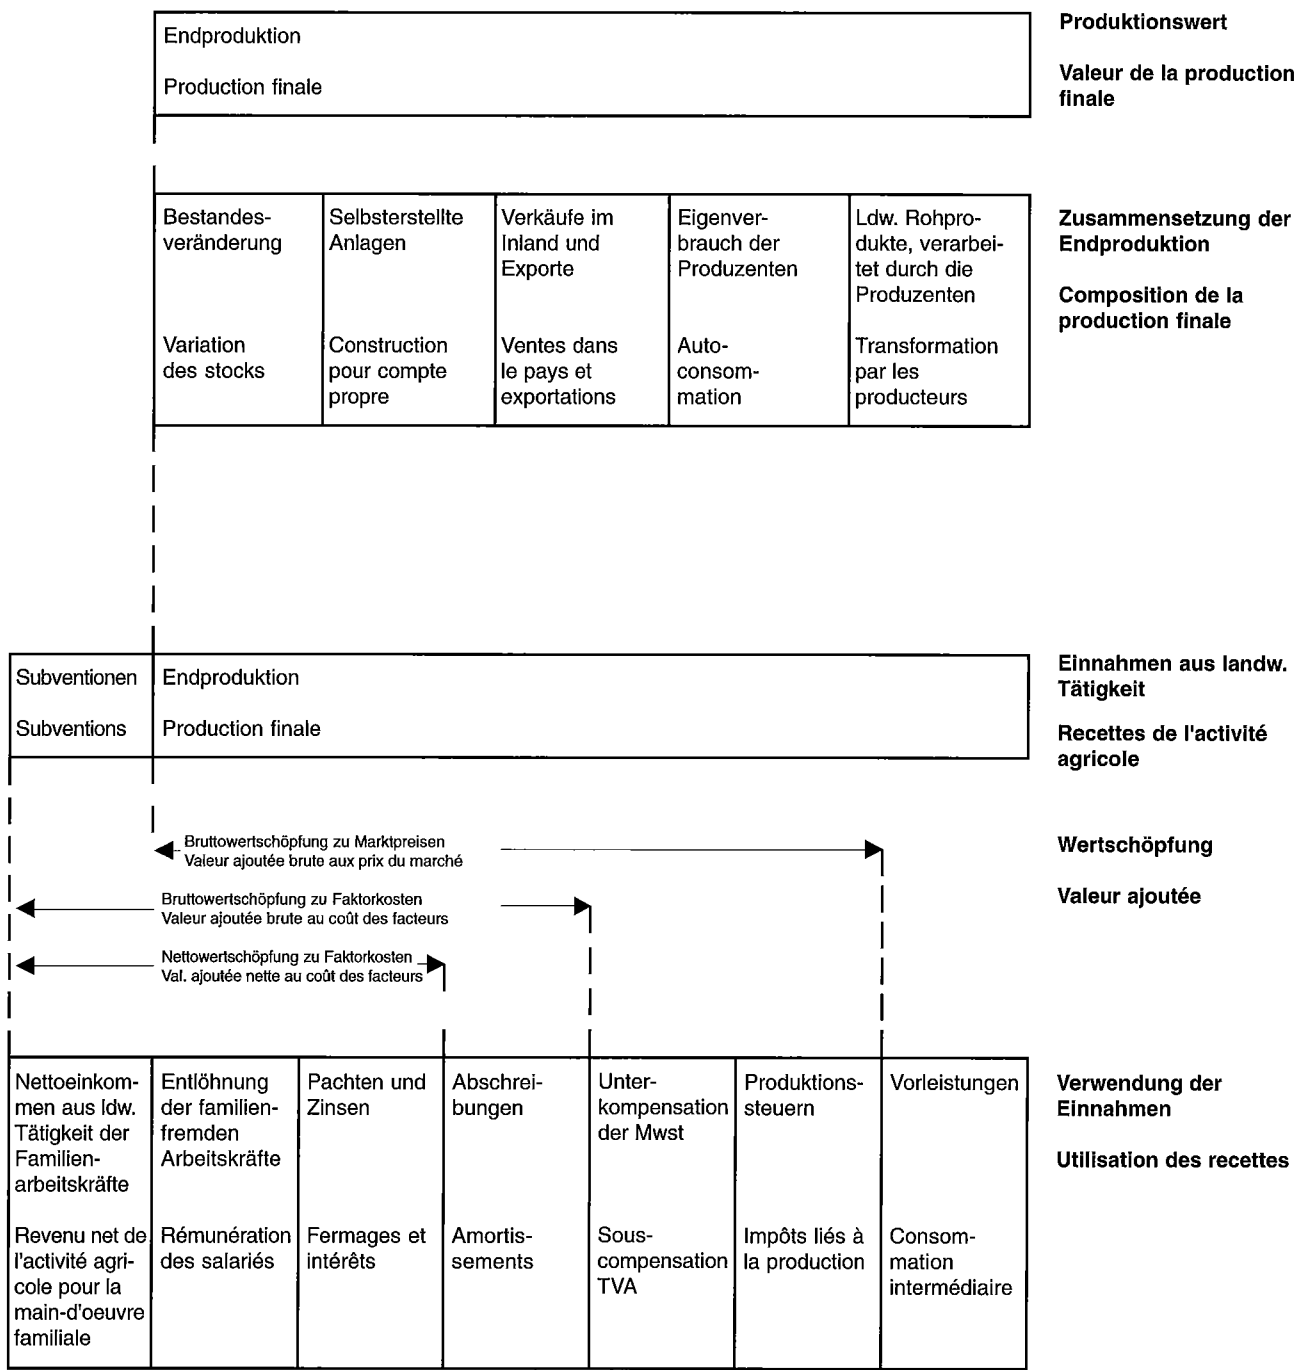 Endproduktion
Production finale
Produktionswert
Valeur de la production
finale
Bestandes-
veränderung
Variation
des stocks
Selbsterstellte
Anlagen
Construction
pour compte
propre
Verkäufe im
Inland und
Exporte
Ventes dans
le pays et
exportations
Eigenver-
brauch der
Produzenten
Auto-
consom-
mation
Ldw. Rohpro-
dukte, verarbei-
tet durch die
Produzenten
Transformation
par les
producteurs
Zusammensetzung der
Endproduktion
Composition de la
production finale
Subventionen
Subventions
Endproduktion
Production finale
Einnahmen aus landw.
Tätigkeit
Recettes de l'activité
agricole
Bruttowertschöpfung zu Marktpreisen
Valeur ajoutée brute aux prix du marché
Bruttowertschöpfung zu Faktorkosten
Valeur ajoutée brute au coût des facteurs
Nettowertschöpfung zu Faktorkosten
Val. ajoutée nette au coût des facteurs
Wertschöpfung
Valeur ajoutée
Nettoeinkom-
men aus ldw.
Tätigkeit der
Familien-
arbeitskräfte
Revenu net de
l'activité agri-
cole pour la
main-d'oeuvre
familiale
Entlöhnung
der familien-
fremden
Arbeitskräfte
Rémunération
des salariés
Pachten und
Zinsen
Fermages et
intérêts
Abschrei-
bungen
Amortis-
sements
Unter-
kompensation
der Mwst
Sous-
compensation
TVA
Produktions-
steuern
Impôts liés à
la production
Vorleistungen
Consom-
mation
intermédiaire
Verwendung der
Einnahmen
Utilisation des recettes